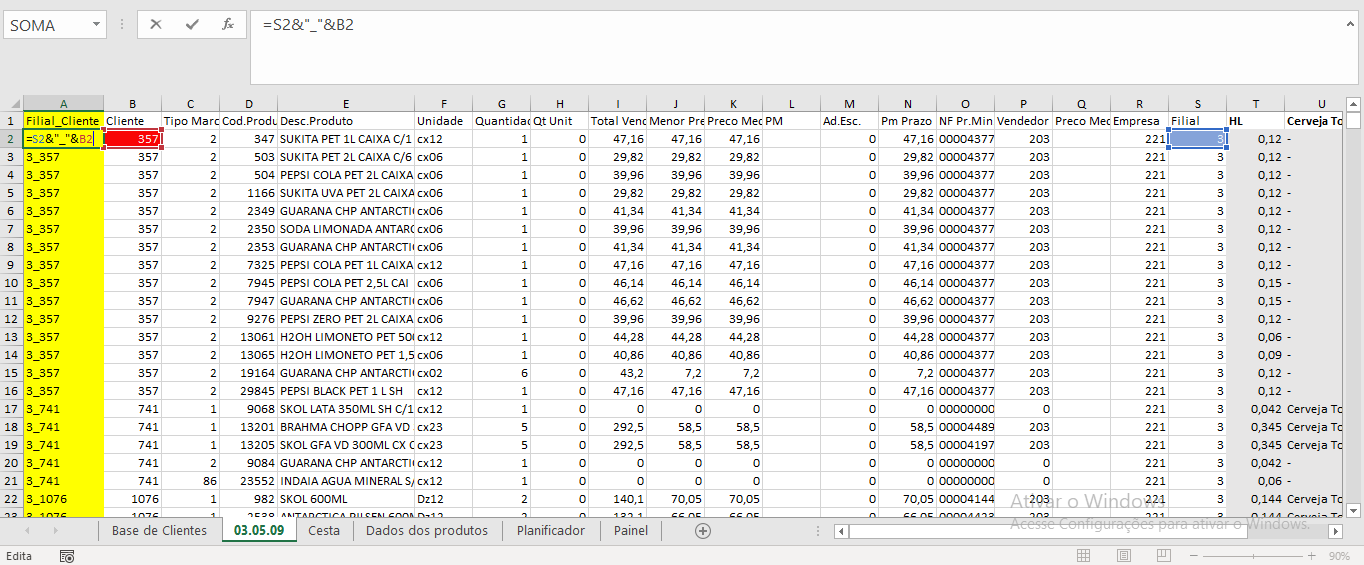 SOMA =S2&"_"&B2
A B C D E F G H I J K L M N O P Q R S T U
1 Filial_Cliente Cliente Tipo Marc Cod.Produ Desc.Produto Unidade Quantidad Qt Unit Total Venc Menor Pre Preco Med PM Ad.Esc. Pm Prazo NF Pr.Min Vendedor Preco Med Empresa Filial HL Cerveja To
2 =S2&"_"&B2 357 2 347 SUKITA PET 1L CAIXA C/1 cx12 1 0 47,16 47,16 47,16 0 47,16 00004377 203 221 3 0,12 -
3 3_357 357 2 503 SUKITA PET 2L CAIXA C/6 cx06 1 0 29,82 29,82 29,82 0 29,82 00004377 203 221 3 0,12 -
4 3_357 357 2 504 PEPSI COLA PET 2L CAIXA cx06 1 0 39,96 39,96 39,96 0 39,96 00004377 203 221 3 0,12 -
5 3_357 357 2 1166 SUKITA UVA PET 2L CAIXA cx06 1 0 29,82 29,82 29,82 0 29,82 00004377 203 221 3 0,12 -
6 3_357 357 2 2349 GUARANA CHP ANTARCTI cx06 1 0 41,34 41,34 41,34 0 41,34 00004377 203 221 3 0,12 -
7 3_357 357 2 2350 SODA LIMONADA ANTARC cx06 1 0 39,96 39,96 39,96 0 39,96 00004377 203 221 3 0,12 -
8 3_357 357 2 2353 GUARANA CHP ANTARCTI cx06 1 0 41,34 41,34 41,34 0 41,34 00004377 203 221 3 0,12 -
9 3_357 357 2 7325 PEPSI COLA PET 1L CAIXA cx12 1 0 47,16 47,16 47,16 0 47,16 00004377 203 221 3 0,12 -
10 3_357 357 2 7945 PEPSI COLA PET 2,5L CAI cx06 1 0 46,14 46,14 46,14 0 46,14 00004377 203 221 3 0,15 -
11 3_357 357 2 7947 GUARANA CHP ANTARCTI cx06 1 0 46,62 46,62 46,62 0 46,62 00004377 203 221 3 0,15 -
12 3_357 357 2 9276 PEPSI ZERO PET 2L CAIXA cx06 1 0 39,96 39,96 39,96 0 39,96 00004377 203 221 3 0,12 -
13 3_357 357 2 13061 H2OH LIMONETO PET 500 cx12 1 0 44,28 44,28 44,28 0 44,28 00004377 203 221 3 0,06 -
14 3_357 357 2 13065 H2OH LIMONETO PET 1,5 cx06 1 0 40,86 40,86 40,86 0 40,86 00004377 203 221 3 0,09 -
15 3_357 357 2 19164 GUARANA CHP ANTARCTI cx02 6 0 43,2 7,2 7,2 0 7,2 00004377 203 221 3 0,12 -
16 3_357 357 2 29845 PEPSI BLACK PET 1 L SH cx12 1 0 47,16 47,16 47,16 0 47,16 00004377 203 221 3 0,12 -
17 3_741 741 1 9068 SKOL LATA 350ML SH C/1 cx12 1 0 0 0 0 0 0 00000000 0 221 3 0,042 Cerveja To
18 3_741 741 1 13201 BRAHMA CHOPP GFA VD cx23 5 0 292,5 58,5 58,5 0 58,5 00004489 203 221 3 0,345 Cerveja To
19 3_741 741 1 13205 SKOL GFA VD 300ML CX C cx23 5 0 292,5 58,5 58,5 0 58,5 00004197 203 221 3 0,345 Cerveja To
20 3_741 741 2 9084 GUARANA CHP ANTARCTI cx12 1 0 0 0 0 0 0 00000000 0 221 3 0,042 -
21 3_741 741 86 23552 INDAIA AGUA MINERAL S/ cx12 1 0 0 0 0 0 0 00000000 0 221 3 0,06 -
22 3_1076 1076 1 982 SKOL 600ML Dz12 2 0 140,1 70,05 70,05 0 70,05 00004144 203 221 3 0,144 Cerveja To
Ativar o Windows
Acesse Configurações para ativar o Windows.
Base de Clientes 03.05.09 Cesta Dados dos produtos Planificador Painel
Edita 90%